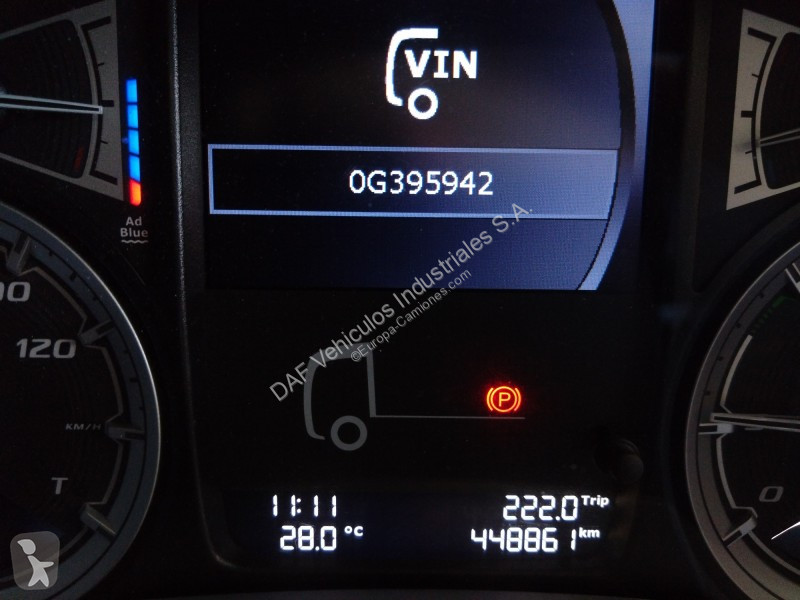 VIN
0G395942
Ad
Blue
DAF Vehiculos Industriales S.A.
©Europa-Camiones.com
120
KM/H
T
P
0
11:11
222.0 Trip
28.0 °C
448861 km